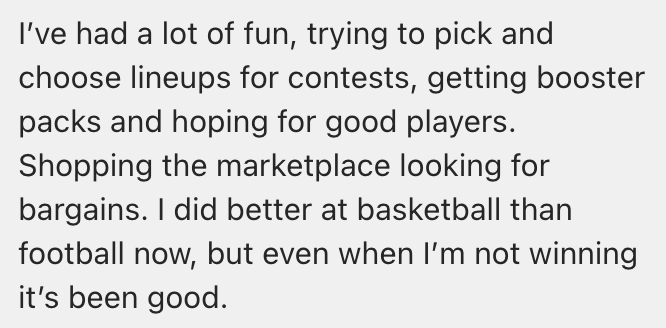 I’ve had a lot of fun, trying to pick and
choose lineups for contests, getting booster
packs and hoping for good players.
Shopping the marketplace looking for
bargains. I did better at basketball than
football now, but even when I’m not winning
it’s been good.